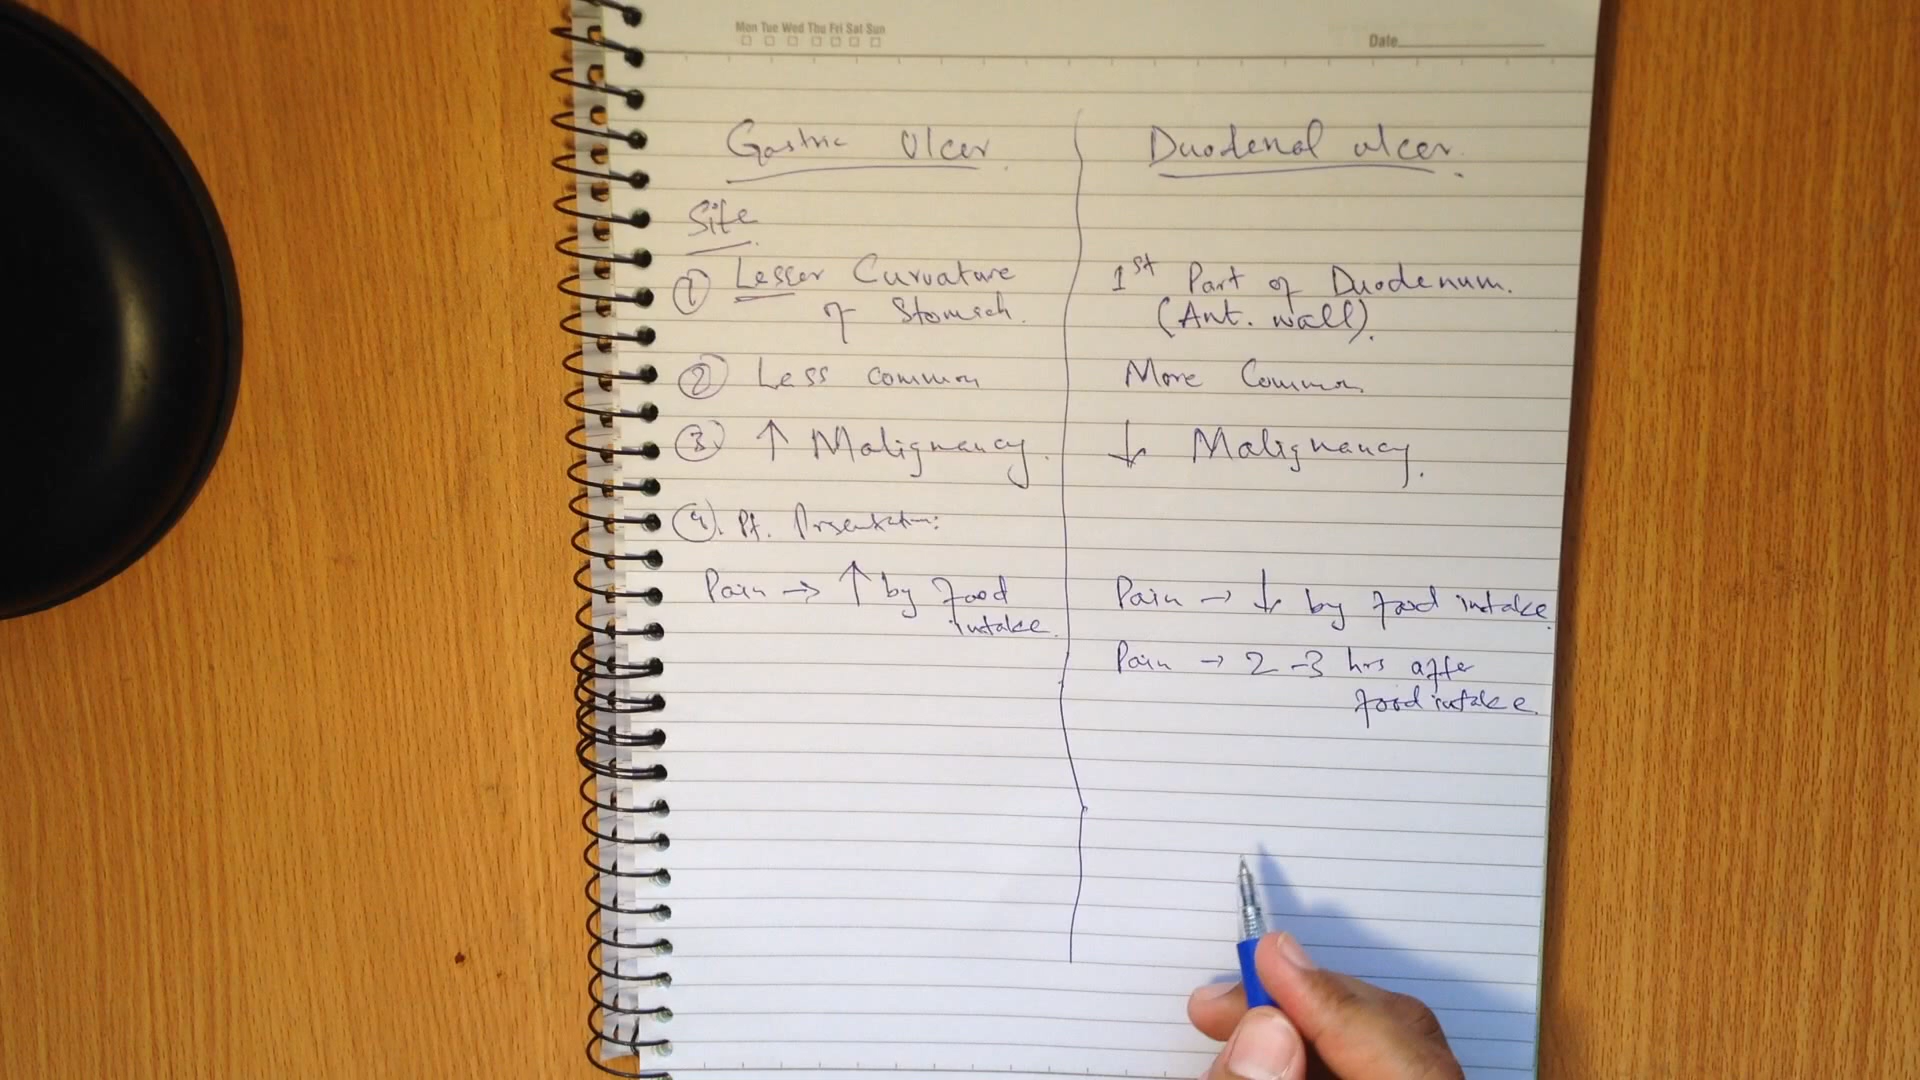 Mon Tue Wed Thu Fri Sat Sun
Date
Gastric Ulcer.
Duodenal ulcer.
Site
① Lesser Curvature
of Stomach.
1st Part of Duodenum.
(Ant. wall).
② Less common
More Common
③ ↑ Malignancy.
↓ Malignancy.
④. Pt. Presentation:
Pain → ↑ by food
intake.
Pain → ↓ by food intake.
Pain → 2-3 hrs after
food intake.